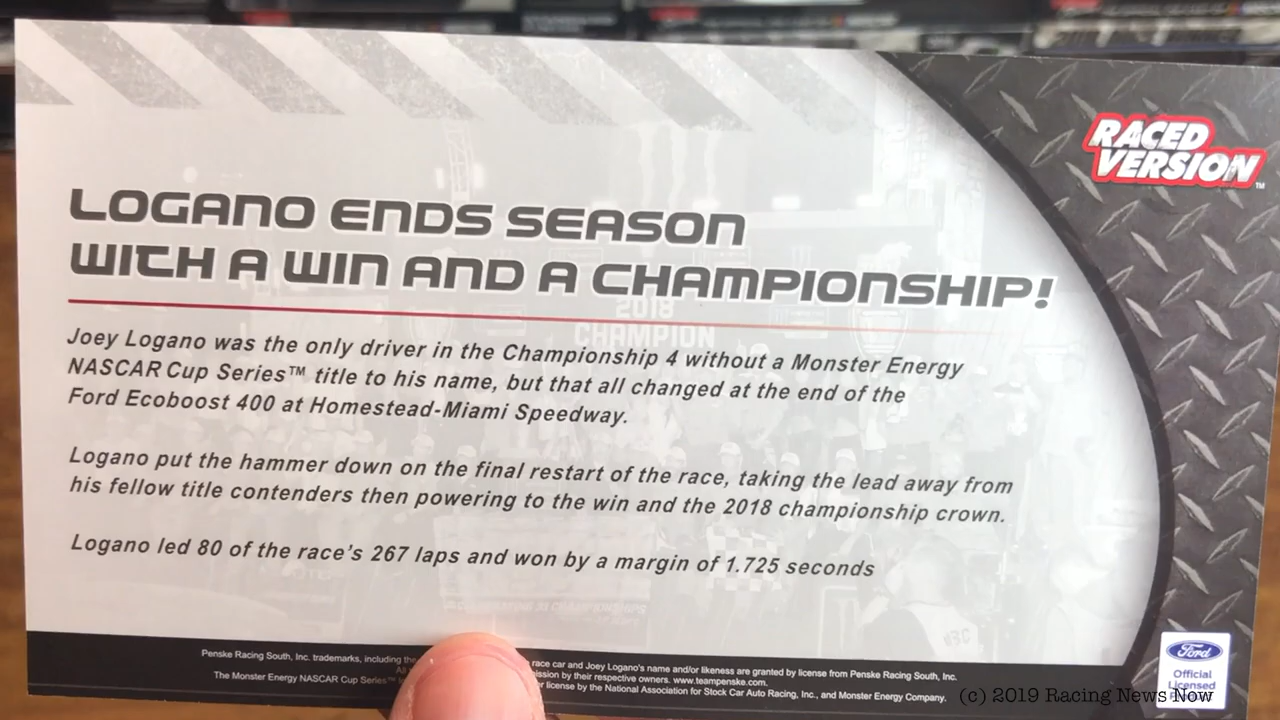 RACED
VERSION™
LOGANO ENDS SEASON
WITH A WIN AND A CHAMPIONSHIP!
2018
CHAMPION
Joey Logano was the only driver in the Championship 4 without a Monster Energy
NASCAR Cup Series™ title to his name, but that all changed at the end of the
Ford Ecoboost 400 at Homestead-Miami Speedway.
Logano put the hammer down on the final restart of the race, taking the lead away from
his fellow title contenders then powering to the win and the 2018 championship crown.
Logano led 80 of the race's 267 laps and won by a margin of 1.725 seconds
Penske Racing South, Inc. trademarks, including the race car and Joey Logano's name and/or likeness are granted by license from Penske Racing South, Inc.
by their respective owners. www.teampenske.com.
The Monster Energy NASCAR Cup Series™ license by the National Association for Stock Car Auto Racing, Inc., and Monster Energy Company.
Ford
Official
Licensed
(c) 2019 Racing News Now